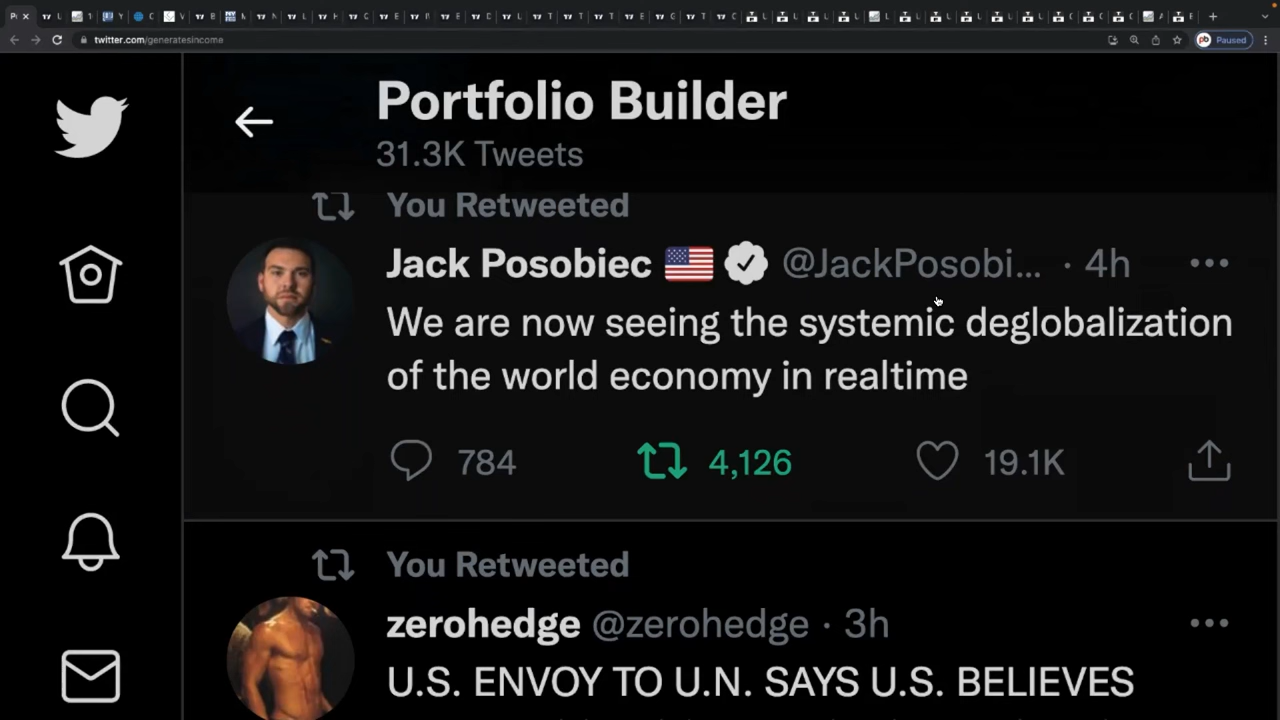 twitter.com/generatesincome
pb Paused
Portfolio Builder
31.3K Tweets
You Retweeted
Jack Posobiec @JackPosobi... · 4h
We are now seeing the systemic deglobalization
of the world economy in realtime
784 4,126 19.1K
You Retweeted
zerohedge @zerohedge · 3h
U.S. ENVOY TO U.N. SAYS U.S. BELIEVES